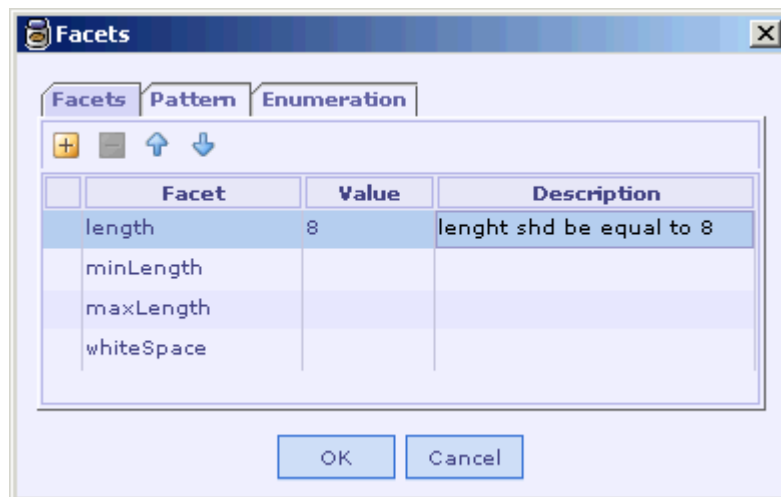 Facets
Facets Pattern Enumeration
Facet Value Description
length 8 lenght shd be equal to 8
minLength
maxLength
whiteSpace
OK Cancel